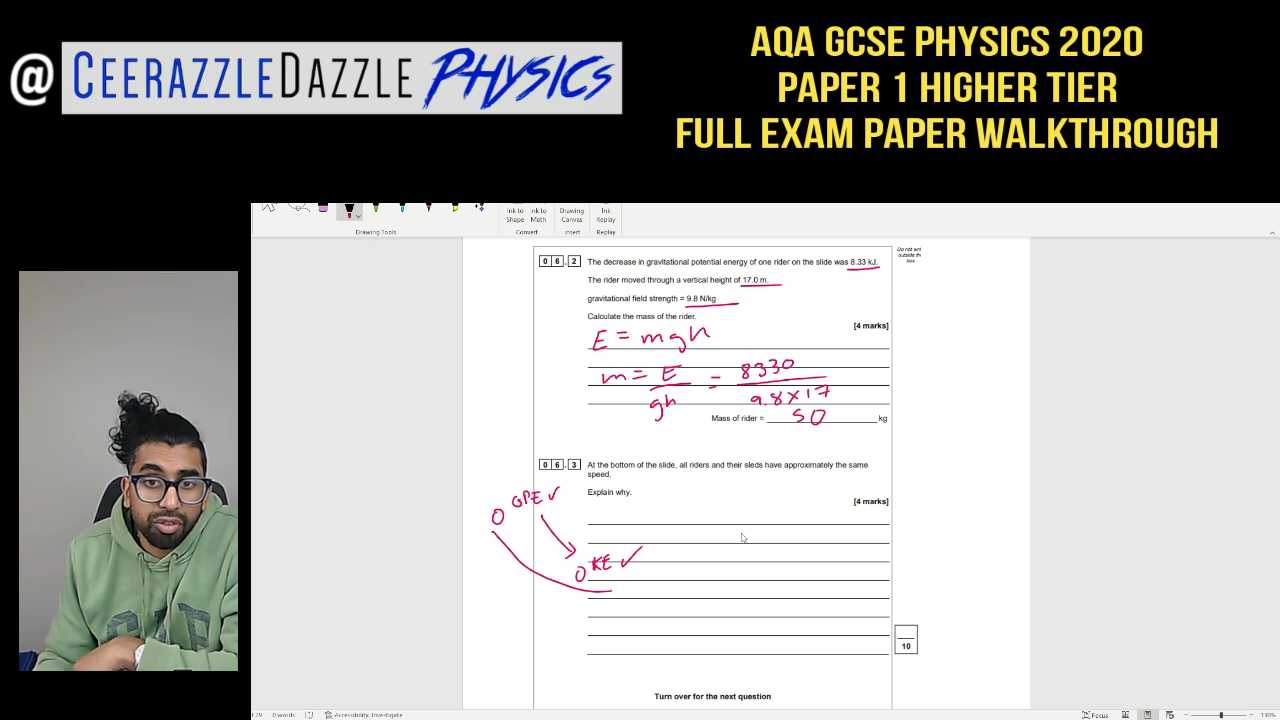 @ CEERAZZLEDAZZLE PHYSICS
AQA GCSE PHYSICS 2020
PAPER 1 HIGHER TIER
FULL EXAM PAPER WALKTHROUGH
Ink to Shape
Ink to Math
Drawing Canvas
Ink Replay
Drawing Tools
Convert
Insert
Replay
Do not write outside the box
0 6 . 2 The decrease in gravitational potential energy of one rider on the slide was 8.33 kJ.
The rider moved through a vertical height of 17.0 m.
gravitational field strength = 9.8 N/kg
Calculate the mass of the rider.
[4 marks]
E = mgh
m = E/gh = 8330/9.8×17
Mass of rider = 50 kg
0 6 . 3 At the bottom of the slide, all riders and their sleds have approximately the same
speed.
Explain why.
[4 marks]
GPE ✓
KE ✓
10
Turn over for the next question
0 words
Accessibility: Investigate
Focus
130%